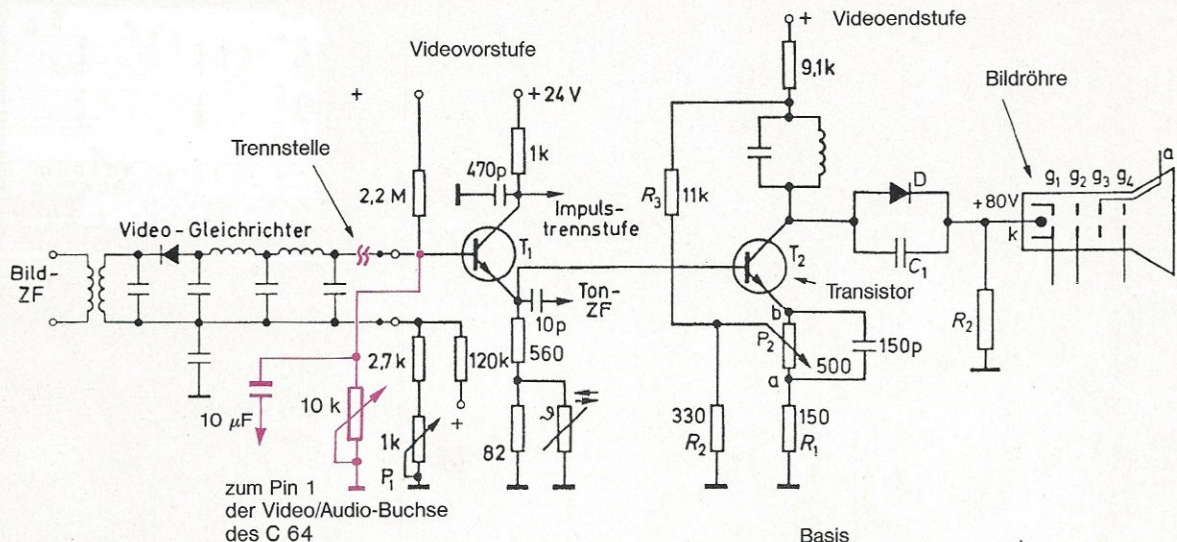 + Videoendstufe
Videovorstufe
9,1k
Bildröhre
+
+24 V
Trennstelle
1k
470p
2,2 M
R3
11k
D
a
g1 g2 g3 g4
+80V
k
Impuls-
trennstufe
Video-Gleichrichter
T1
T2
C1
Bild-
ZF
Ton-
ZF
Transistor
10p
b
R2
2,7k
120k
560
P2
500
150p
a
10 µF
10 k
1k
+
82
ϑ
330
R2
150
R1
P1
zum Pin 1
der Video/Audio-Buchse
des C 64
Basis